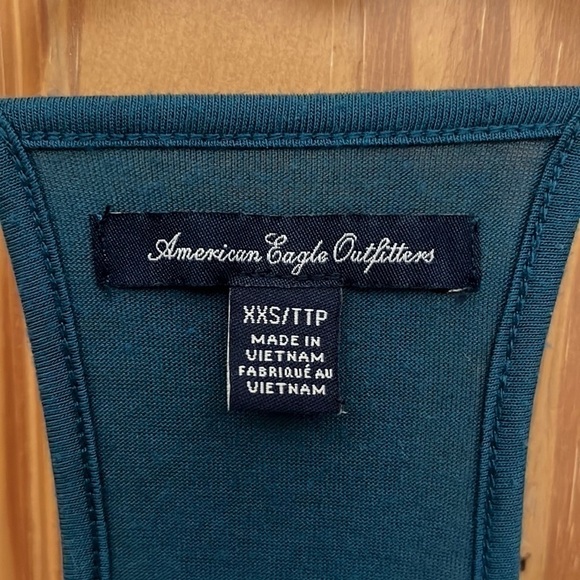 American Eagle Outfitters
XXS/TTP
MADE IN
VIETNAM
FABRIQUÉ AU
VIETNAM